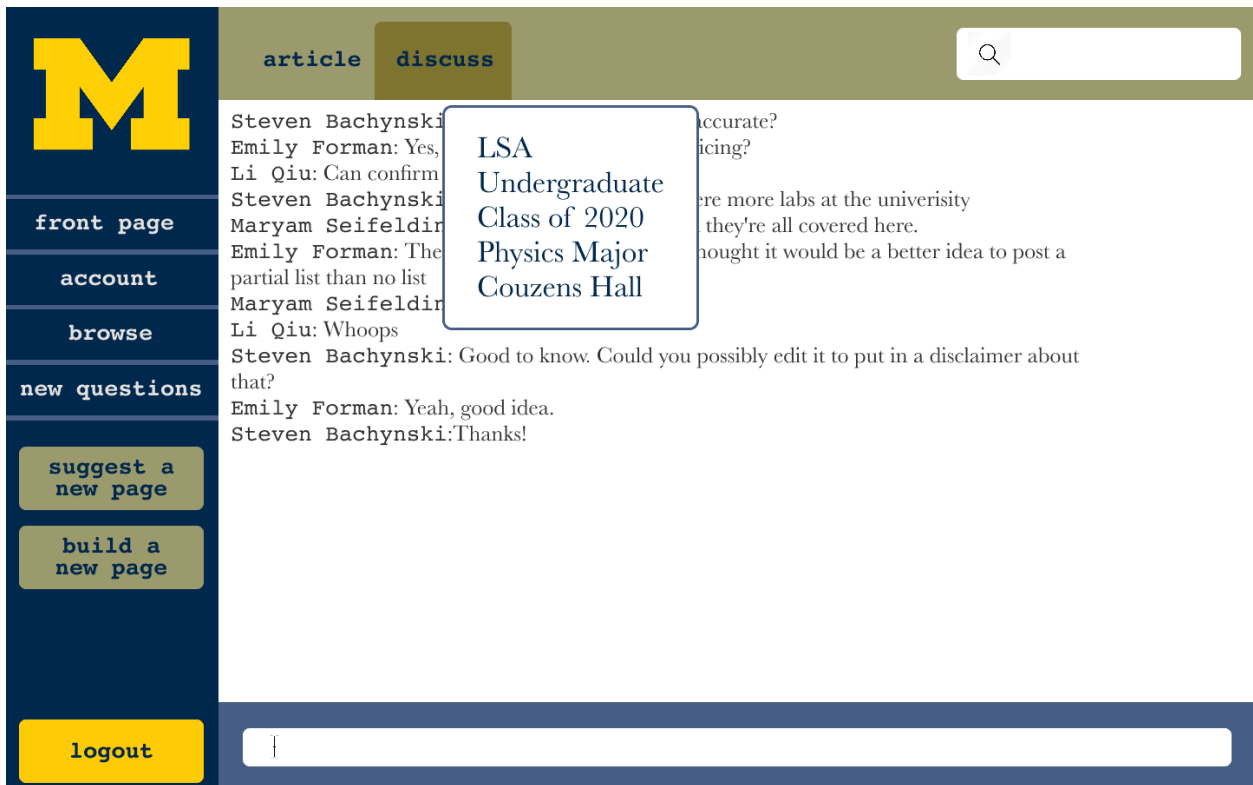 M
article discuss
front page
account
browse
new questions
suggest a
new page
build a
new page
logout
Steven Bachynski accurate?
Emily Forman: Yes, icing?
Li Qiu: Can confirm
Steven Bachynski ere more labs at the univerisity
Maryam Seifeldin they're all covered here.
Emily Forman: The hought it would be a better idea to post a
partial list than no list
Maryam Seifeldin
Li Qiu: Whoops
Steven Bachynski: Good to know. Could you possibly edit it to put in a disclaimer about
that?
Emily Forman: Yeah, good idea.
Steven Bachynski:Thanks!
LSA
Undergraduate
Class of 2020
Physics Major
Couzens Hall